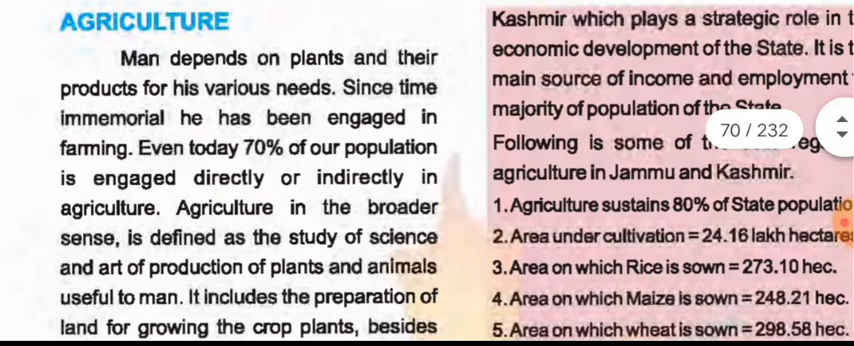 AGRICULTURE
Man depends on plants and their
products for his various needs. Since time
immemorial he has been engaged in
farming. Even today 70% of our population
is engaged directly or indirectly in
agriculture. Agriculture in the broader
sense, is defined as the study of science
and art of production of plants and animals
useful to man. It includes the preparation of
land for growing the crop plants, besides
Kashmir which plays a strategic role in
economic development of the State. It is
main source of income and employment
majority of population of the State
Following is some of
agriculture in Jammu and Kashmir.
1. Agriculture sustains 80% of State populatio
2. Area under cultivation = 24.16 lakh hectares
3. Area on which Rice is sown = 273.10 hec.
4. Area on which Maize is sown = 248.21 hec.
5. Area on which wheat is sown = 298.58 hec.
70 / 232